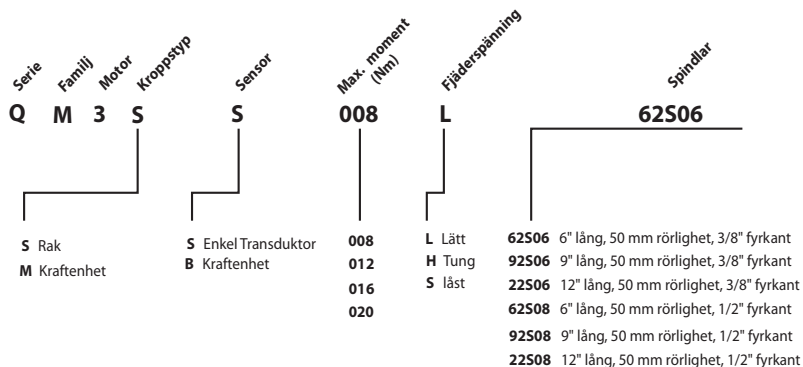 Serie Familj Motor Kroppstyp Sensor Max. moment (Nm) Fjäderspänning Spindlar
Q M 3 S S 008 L 62S06
S Rak
M Kraftenhet
S Enkel Transduktor
B Kraftenhet
008
012
016
020
L Lätt
H Tung
S låst
62S06 6" lång, 50 mm rörlighet, 3/8" fyrkant
92S06 9" lång, 50 mm rörlighet, 3/8" fyrkant
22S06 12" lång, 50 mm rörlighet, 3/8" fyrkant
62S08 6" lång, 50 mm rörlighet, 1/2" fyrkant
92S08 9" lång, 50 mm rörlighet, 1/2" fyrkant
22S08 12" lång, 50 mm rörlighet, 1/2" fyrkant